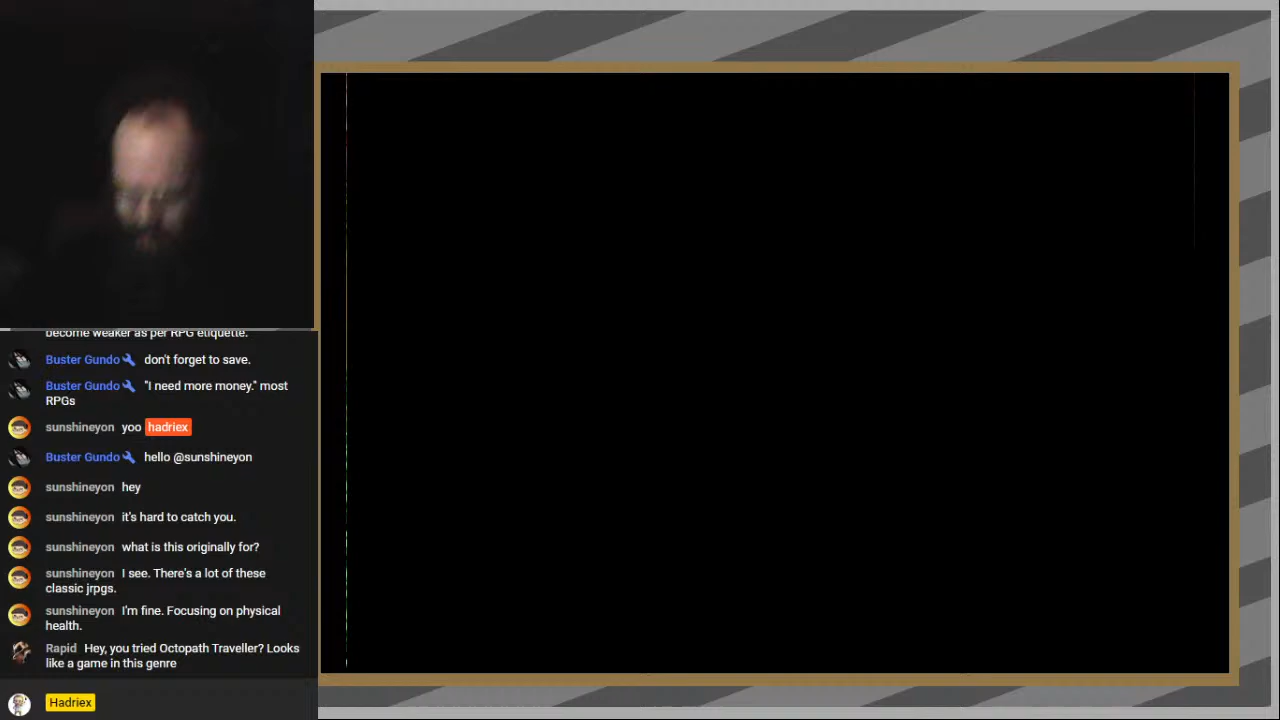 become weaker as per RPG etiquette.
Buster Gundo don't forget to save.
Buster Gundo "I need more money." most
RPGs
sunshineyon yoo hadriex
Buster Gundo hello @sunshineyon
sunshineyon hey
sunshineyon it's hard to catch you.
sunshineyon what is this originally for?
sunshineyon I see. There's a lot of these
classic jrpgs.
sunshineyon I'm fine. Focusing on physical
health.
Rapid Hey, you tried Octopath Traveller? Looks
like a game in this genre
Hadriex